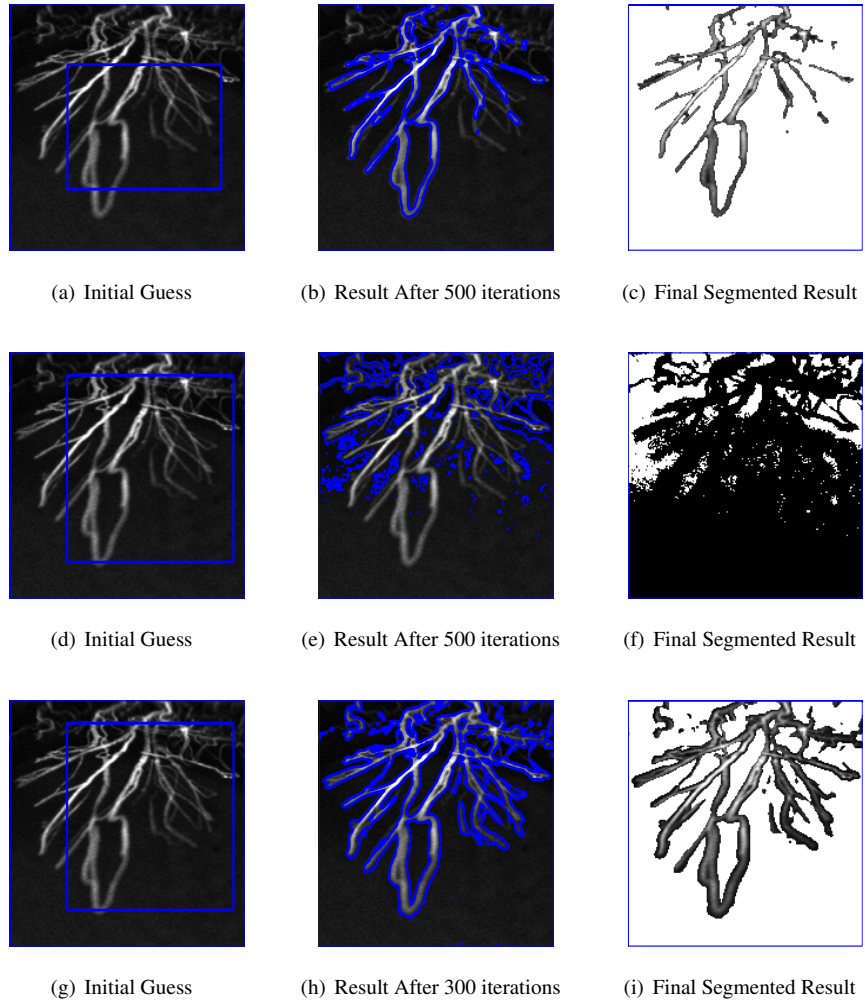 (a) Initial Guess
(b) Result After 500 iterations
(c) Final Segmented Result
(d) Initial Guess
(e) Result After 500 iterations
(f) Final Segmented Result
(g) Initial Guess
(h) Result After 300 iterations
(i) Final Segmented Result